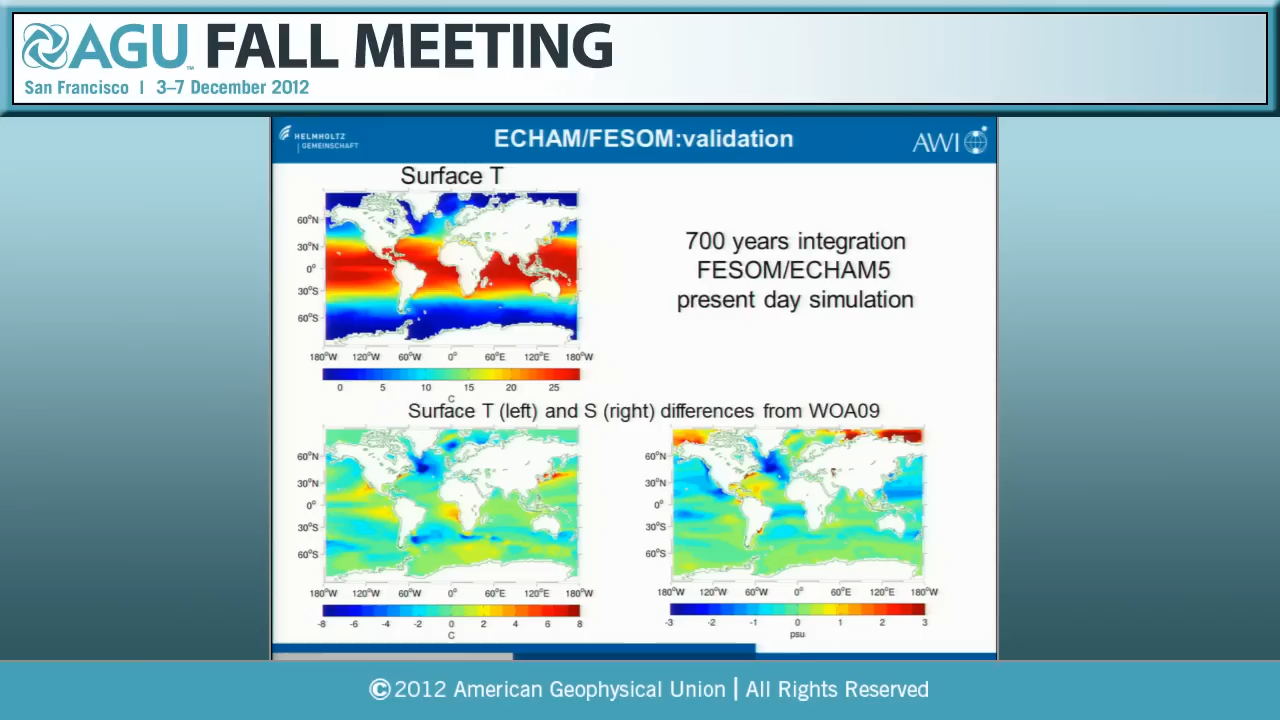 AGU™ FALL MEETING
San Francisco | 3–7 December 2012
HELMHOLTZ
GEMEINSCHAFT
ECHAM/FESOM:validation
AWI
Surface T
60°N
30°N
0°
30°S
60°S
180°W 120°W 60°W 0° 60°E 120°E 180°W
0 5 10 15 20 25
C
700 years integration
FESOM/ECHAM5
present day simulation
Surface T (left) and S (right) differences from WOA09
60°N
30°N
0°
30°S
60°S
180°W 120°W 60°W 0° 60°E 120°E 180°W
-8 -6 -4 -2 0 2 4 6 8
C
60°N
30°N
0°
30°S
60°S
180°W 120°W 60°W 0° 60°E 120°E 180°W
-3 -2 -1 0 1 2 3
psu
©2012 American Geophysical Union | All Rights Reserved